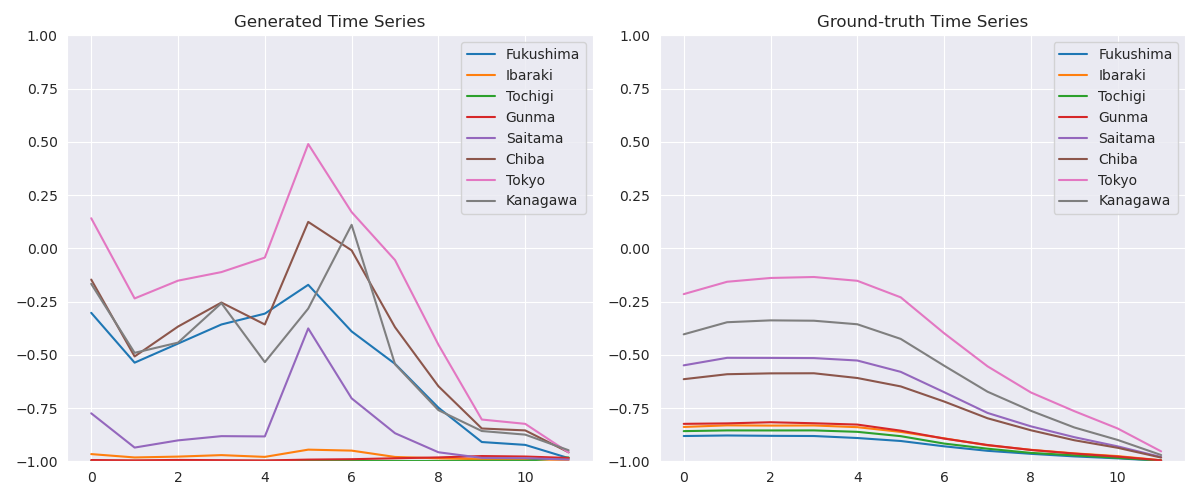 Generated Time Series
1.00
0.75
0.50
0.25
0.00
−0.25
−0.50
−0.75
−1.00
0 2 4 6 8 10
Fukushima
Ibaraki
Tochigi
Gunma
Saitama
Chiba
Tokyo
Kanagawa
Ground-truth Time Series
1.00
0.75
0.50
0.25
0.00
−0.25
−0.50
−0.75
−1.00
0 2 4 6 8 10
Fukushima
Ibaraki
Tochigi
Gunma
Saitama
Chiba
Tokyo
Kanagawa